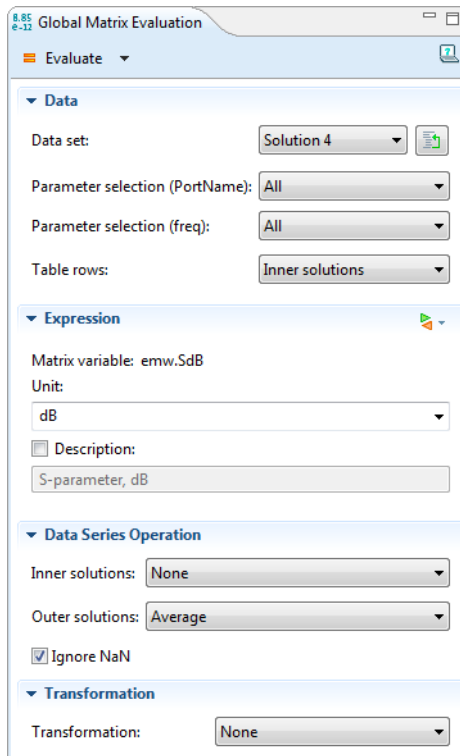 8.85
e-12
Global Matrix Evaluation
Evaluate
Data
Data set: Solution 4
Parameter selection (PortName): All
Parameter selection (freq): All
Table rows: Inner solutions
Expression
Matrix variable: emw.SdB
Unit:
dB
Description:
S-parameter, dB
Data Series Operation
Inner solutions: None
Outer solutions: Average
Ignore NaN
Transformation
Transformation: None